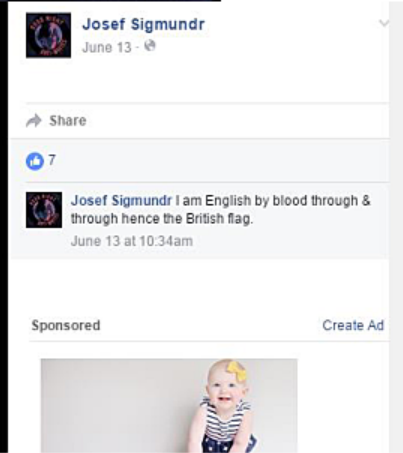 Josef Sigmundr
June 13 ·
Share
7
Josef Sigmundr I am English by blood through &
through hence the British flag.
June 13 at 10:34am
Sponsored
Create Ad